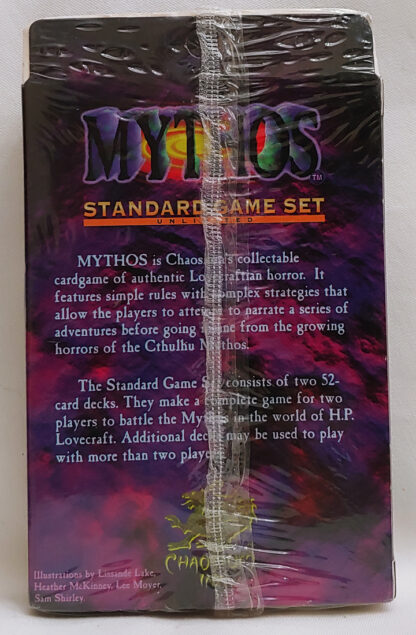 MYTHOS
TM
STANDARD GAME SET
UNLIMITED
MYTHOS is Chaosium's collectable
cardgame of authentic Lovecraftian horror. It
features simple rules with complex strategies that
allow the players to attempt to narrate a series of
adventures before going insane from the growing
horrors of the Cthulhu Mythos.
The Standard Game Set consists of two 52-
card decks. They make a complete game for two
players to battle the Mythos in the world of H.P.
Lovecraft. Additional decks may be used to play
with more than two players.
CHAOSIUM
Illustrations by Lissande Lake,
Heather McKinney, Lee Moyer,
Sam Shirley.